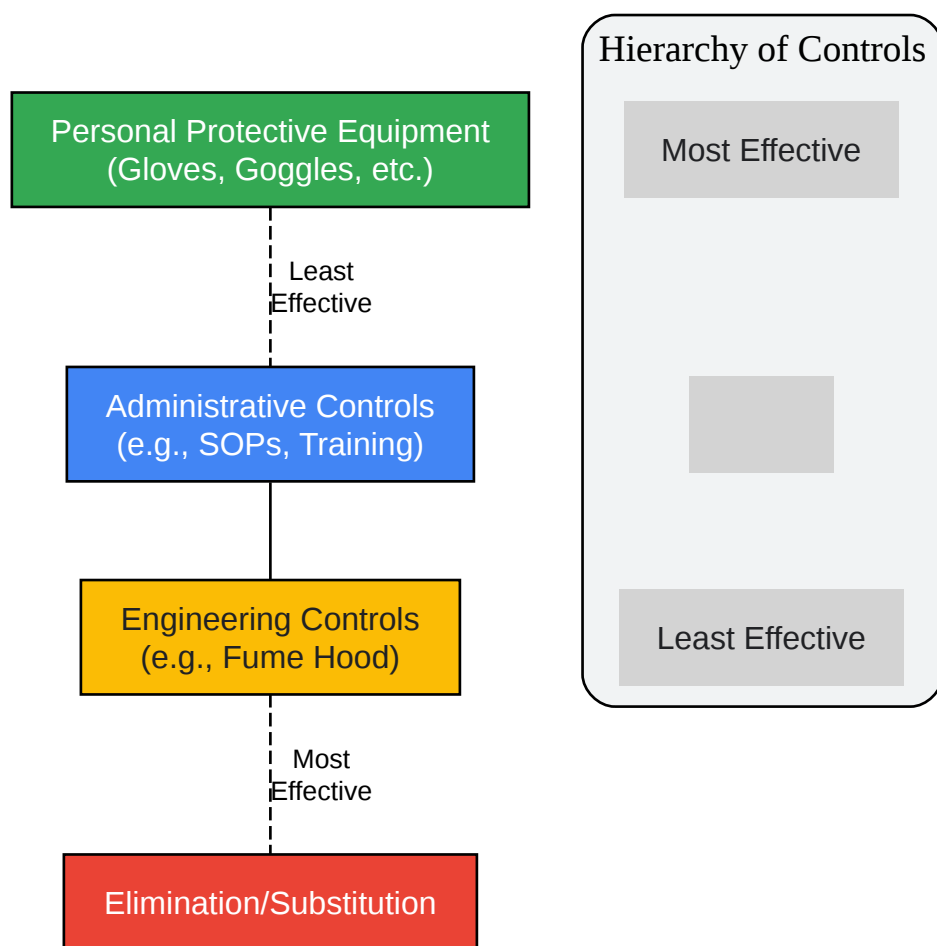 Hierarchy of Controls
Personal Protective Equipment
(Gloves, Goggles, etc.)
Most Effective
Least
Effective
Administrative Controls
(e.g., SOPs, Training)
Engineering Controls
(e.g., Fume Hood)
Least Effective
Most
Effective
Elimination/Substitution